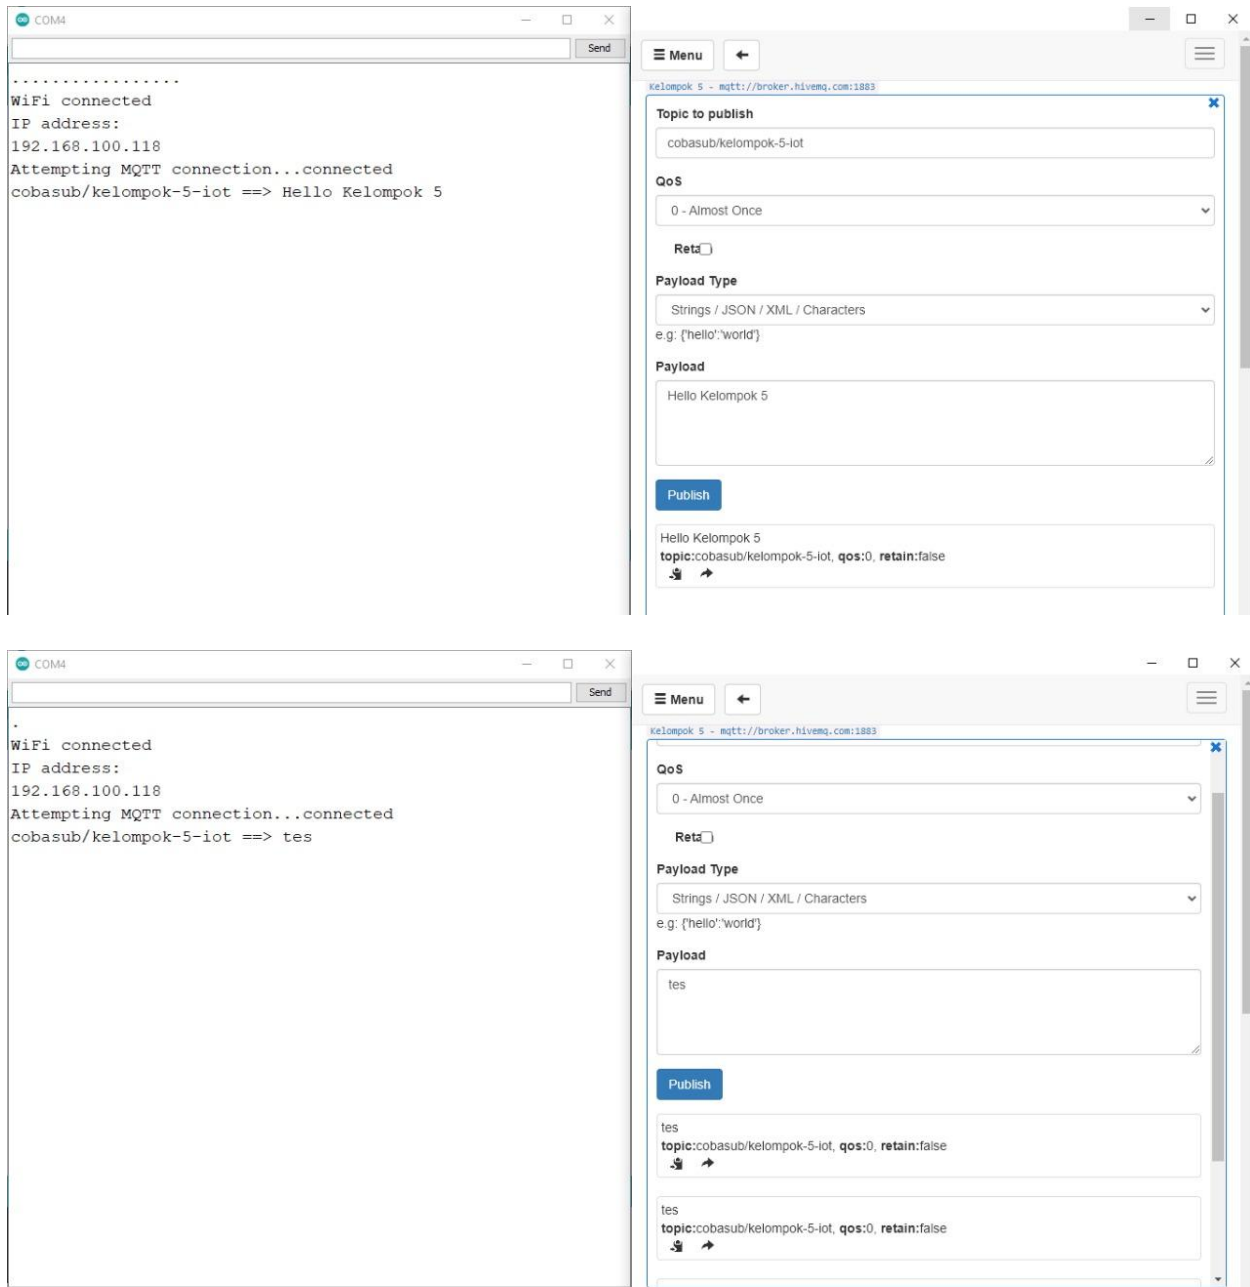 COM4
Send
.................
WiFi connected
IP address:
192.168.100.118
Attempting MQTT connection...connected
cobasub/kelompok-5-iot ==> Hello Kelompok 5
Menu
Kelompok 5 - mqtt://broker.hivemq.com:1883
Topic to publish
cobasub/kelompok-5-iot
QoS
0 - Almost Once
Reta
Payload Type
Strings / JSON / XML / Characters
e.g: {'hello':'world'}
Payload
Hello Kelompok 5
Publish
Hello Kelompok 5
topic:cobasub/kelompok-5-iot, qos:0, retain:false
COM4
Send
.
WiFi connected
IP address:
192.168.100.118
Attempting MQTT connection...connected
cobasub/kelompok-5-iot ==> tes
Menu
Kelompok 5 - mqtt://broker.hivemq.com:1883
QoS
0 - Almost Once
Reta
Payload Type
Strings / JSON / XML / Characters
e.g: {'hello':'world'}
Payload
tes
Publish
tes
topic:cobasub/kelompok-5-iot, qos:0, retain:false
tes
topic:cobasub/kelompok-5-iot, qos:0, retain:false